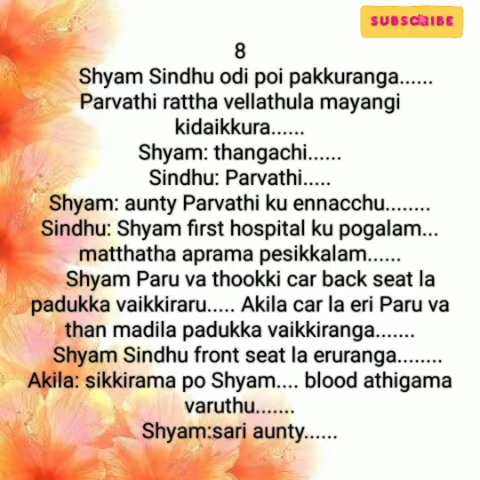 SUBSCRIBE
8
Shyam Sindhu odi poi pakkuranga......
Parvathi rattha vellathula mayangi
kidaikkura......
Shyam: thangachi......
Sindhu: Parvathi.....
Shyam: aunty Parvathi ku ennacchu........
Sindhu: Shyam first hospital ku pogalam...
matthatha aprama pesikkalam......
Shyam Paru va thookki car back seat la
padukka vaikkiraru..... Akila car la eri Paru va
than madila padukka vaikkiranga.......
Shyam Sindhu front seat la eruranga........
Akila: sikkirama po Shyam.... blood athigama
varuthu.......
Shyam:sari aunty......